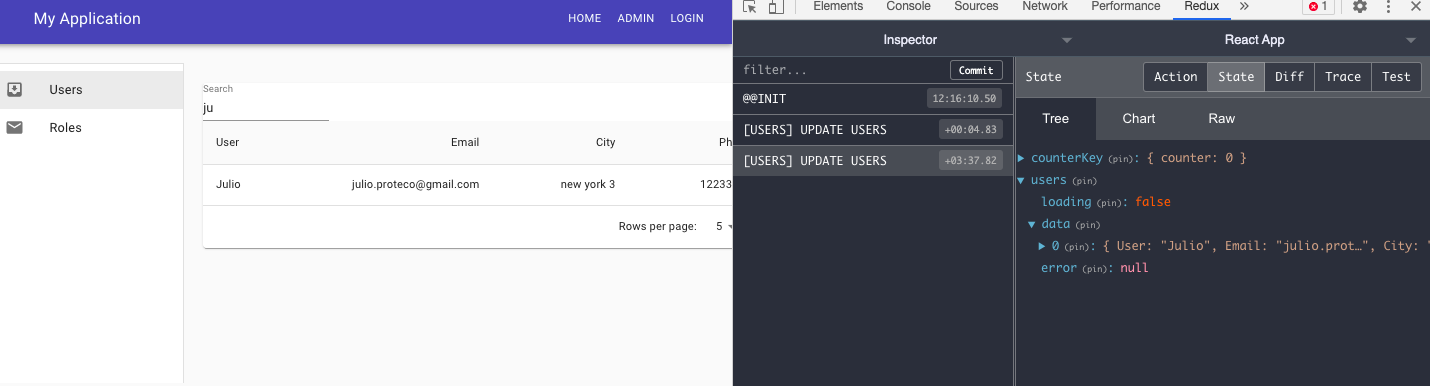 My Application HOME ADMIN LOGIN
Users
Roles
Search
ju
User Email City Ph
Julio julio.proteco@gmail.com new york 3 12233
Rows per page: 5
Elements Console Sources Network Performance Redux » 1
Inspector React App
filter... Commit
@@INIT 12:16:10.50
[USERS] UPDATE USERS +00:04.83
[USERS] UPDATE USERS +03:37.82
State Action State Diff Trace Test
Tree Chart Raw
counterKey (pin): { counter: 0 }
users (pin)
loading (pin): false
data (pin)
0 (pin): { User: "Julio", Email: "julio.prot…", City: "
error (pin): null